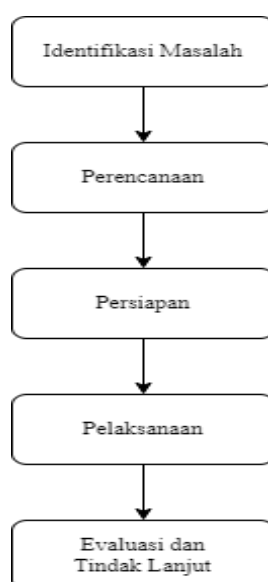 Identifikasi Masalah
Perencanaan
Persiapan
Pelaksanaan
Evaluasi dan
Tindak Lanjut